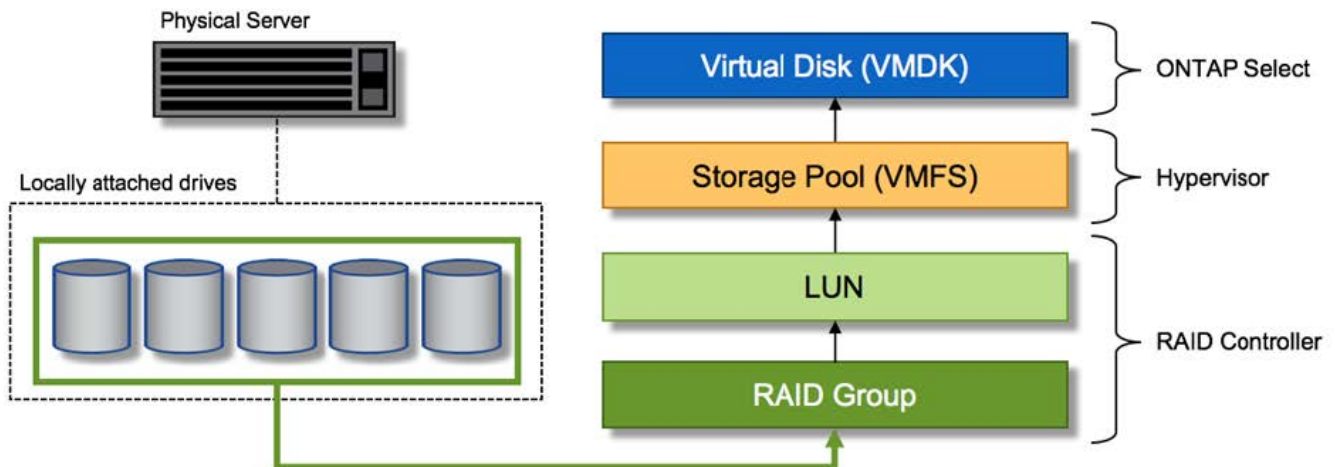 Physical Server
Locally attached drives
Virtual Disk (VMDK)
ONTAP Select
Storage Pool (VMFS)
Hypervisor
LUN
RAID Controller
RAID Group